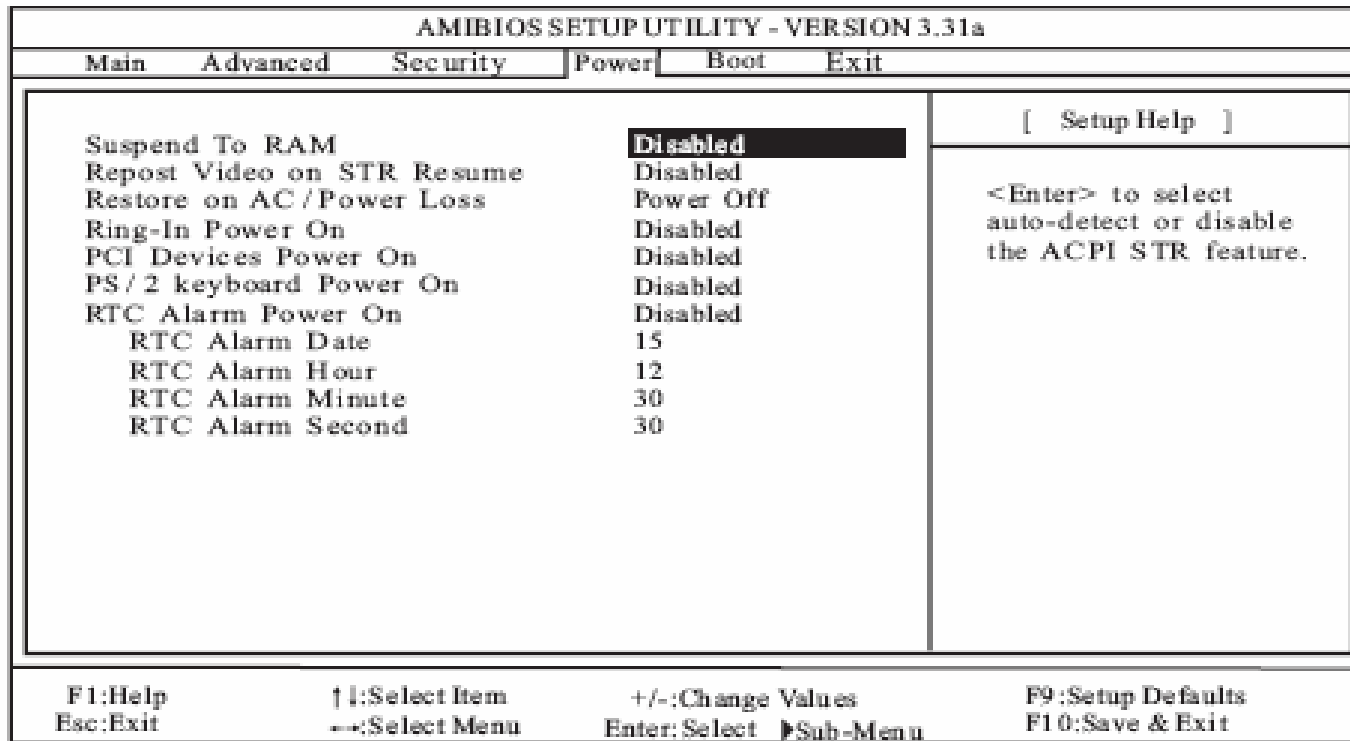 AMIBIOS SETUP UTILITY - VERSION 3.31a
Main Advanced Security Power Boot Exit
Suspend To RAM Disabled
Repost Video on STR Resume Disabled
Restore on AC / Power Loss Power Off
Ring-In Power On Disabled
PCI Devices Power On Disabled
PS / 2 keyboard Power On Disabled
RTC Alarm Power On Disabled
RTC Alarm Date 15
RTC Alarm Hour 12
RTC Alarm Minute 30
RTC Alarm Second 30
[ Setup Help ]
<Enter> to select
auto-detect or disable
the ACPI STR feature.
F1:Help ↑↓:Select Item +/-:Change Values F9:Setup Defaults
Esc:Exit ←→:Select Menu Enter:Select ▶Sub-Menu F10:Save & Exit